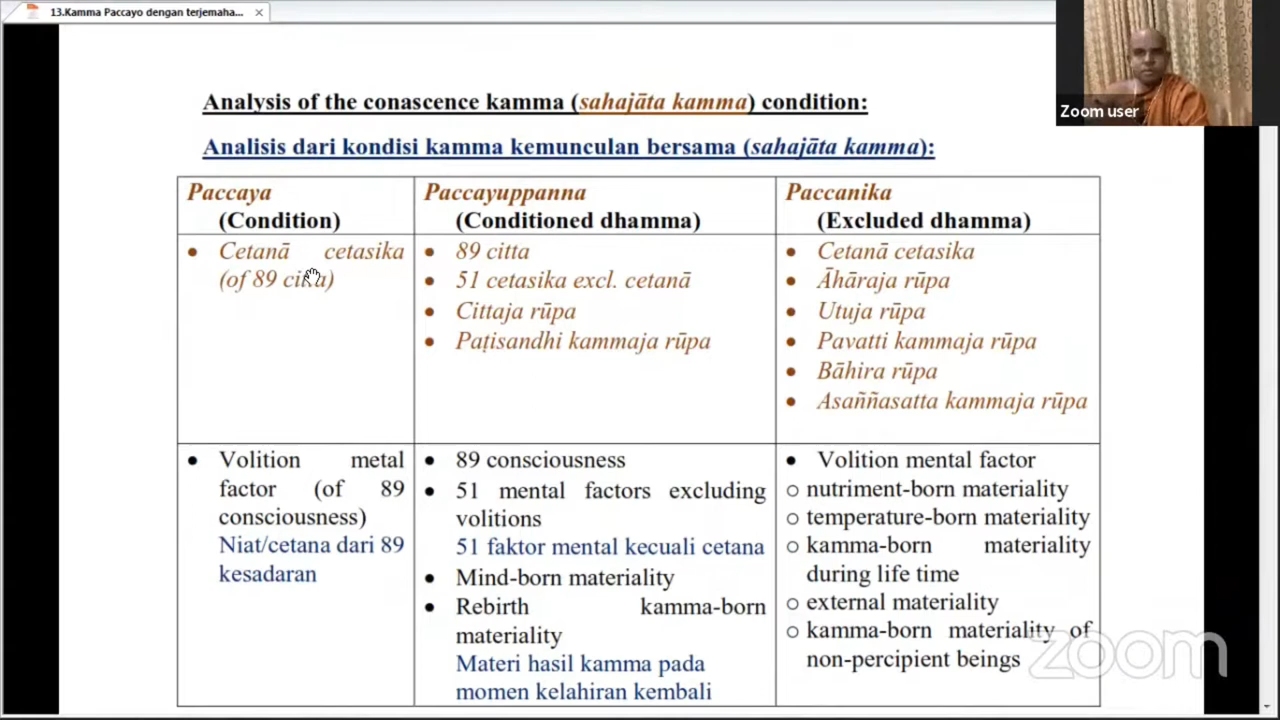 13.Kamma Paccayo dengan terjemaha...
Zoom user
Analysis of the conascence kamma (sahajāta kamma) condition:
Analisis dari kondisi kamma kemunculan bersama (sahajāta kamma):
Paccaya
(Condition)
Paccayuppanna
(Conditioned dhamma)
Paccanika
(Excluded dhamma)
• Cetanā cetasika
(of 89 citta)
• 89 citta
• 51 cetasika excl. cetanā
• Cittaja rūpa
• Paṭisandhi kammaja rūpa
• Cetanā cetasika
• Āhāraja rūpa
• Utuja rūpa
• Pavatti kammaja rūpa
• Bāhira rūpa
• Asaññasatta kammaja rūpa
• Volition metal
factor (of 89
consciousness)
Niat/cetana dari 89
kesadaran
• 89 consciousness
• 51 mental factors excluding
volitions
51 faktor mental kecuali cetana
• Mind-born materiality
• Rebirth kamma-born
materiality
Materi hasil kamma pada
momen kelahiran kembali
• Volition mental factor
o nutriment-born materiality
o temperature-born materiality
o kamma-born materiality
during life time
o external materiality
o kamma-born materiality of
non-percipient beings
zoom